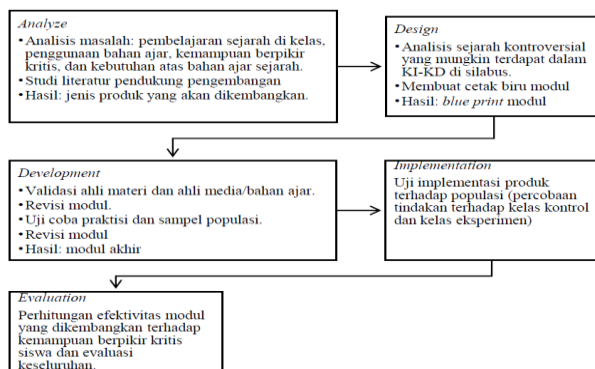 Analyze
•Analisis masalah: pembelajaran sejarah di kelas,
penggunaan bahan ajar, kemampuan berpikir
kritis, dan kebutuhan atas bahan ajar sejarah.
•Studi literatur pendukung pengembangan
•Hasil: jenis produk yang akan dikembangkan.
Design
•Analisis sejarah kontroversial
yang mungkin terdapat dalam
KI-KD di silabus.
•Membuat cetak biru modul
•Hasil: blue print modul
Development
•Validasi ahli materi dan ahli media/bahan ajar.
•Revisi modul.
•Uji coba praktisi dan sampel populasi.
•Revisi modul
•Hasil: modul akhir
Implementation
Uji implementasi produk
terhadap populasi (percobaan
tindakan terhadap kelas kontrol
dan kelas eksperimen)
Evaluation
Perhitungan efektivitas modul
yang dikembangkan terhadap
kemampuan berpikir kritis
siswa dan evaluasi
keseluruhan.